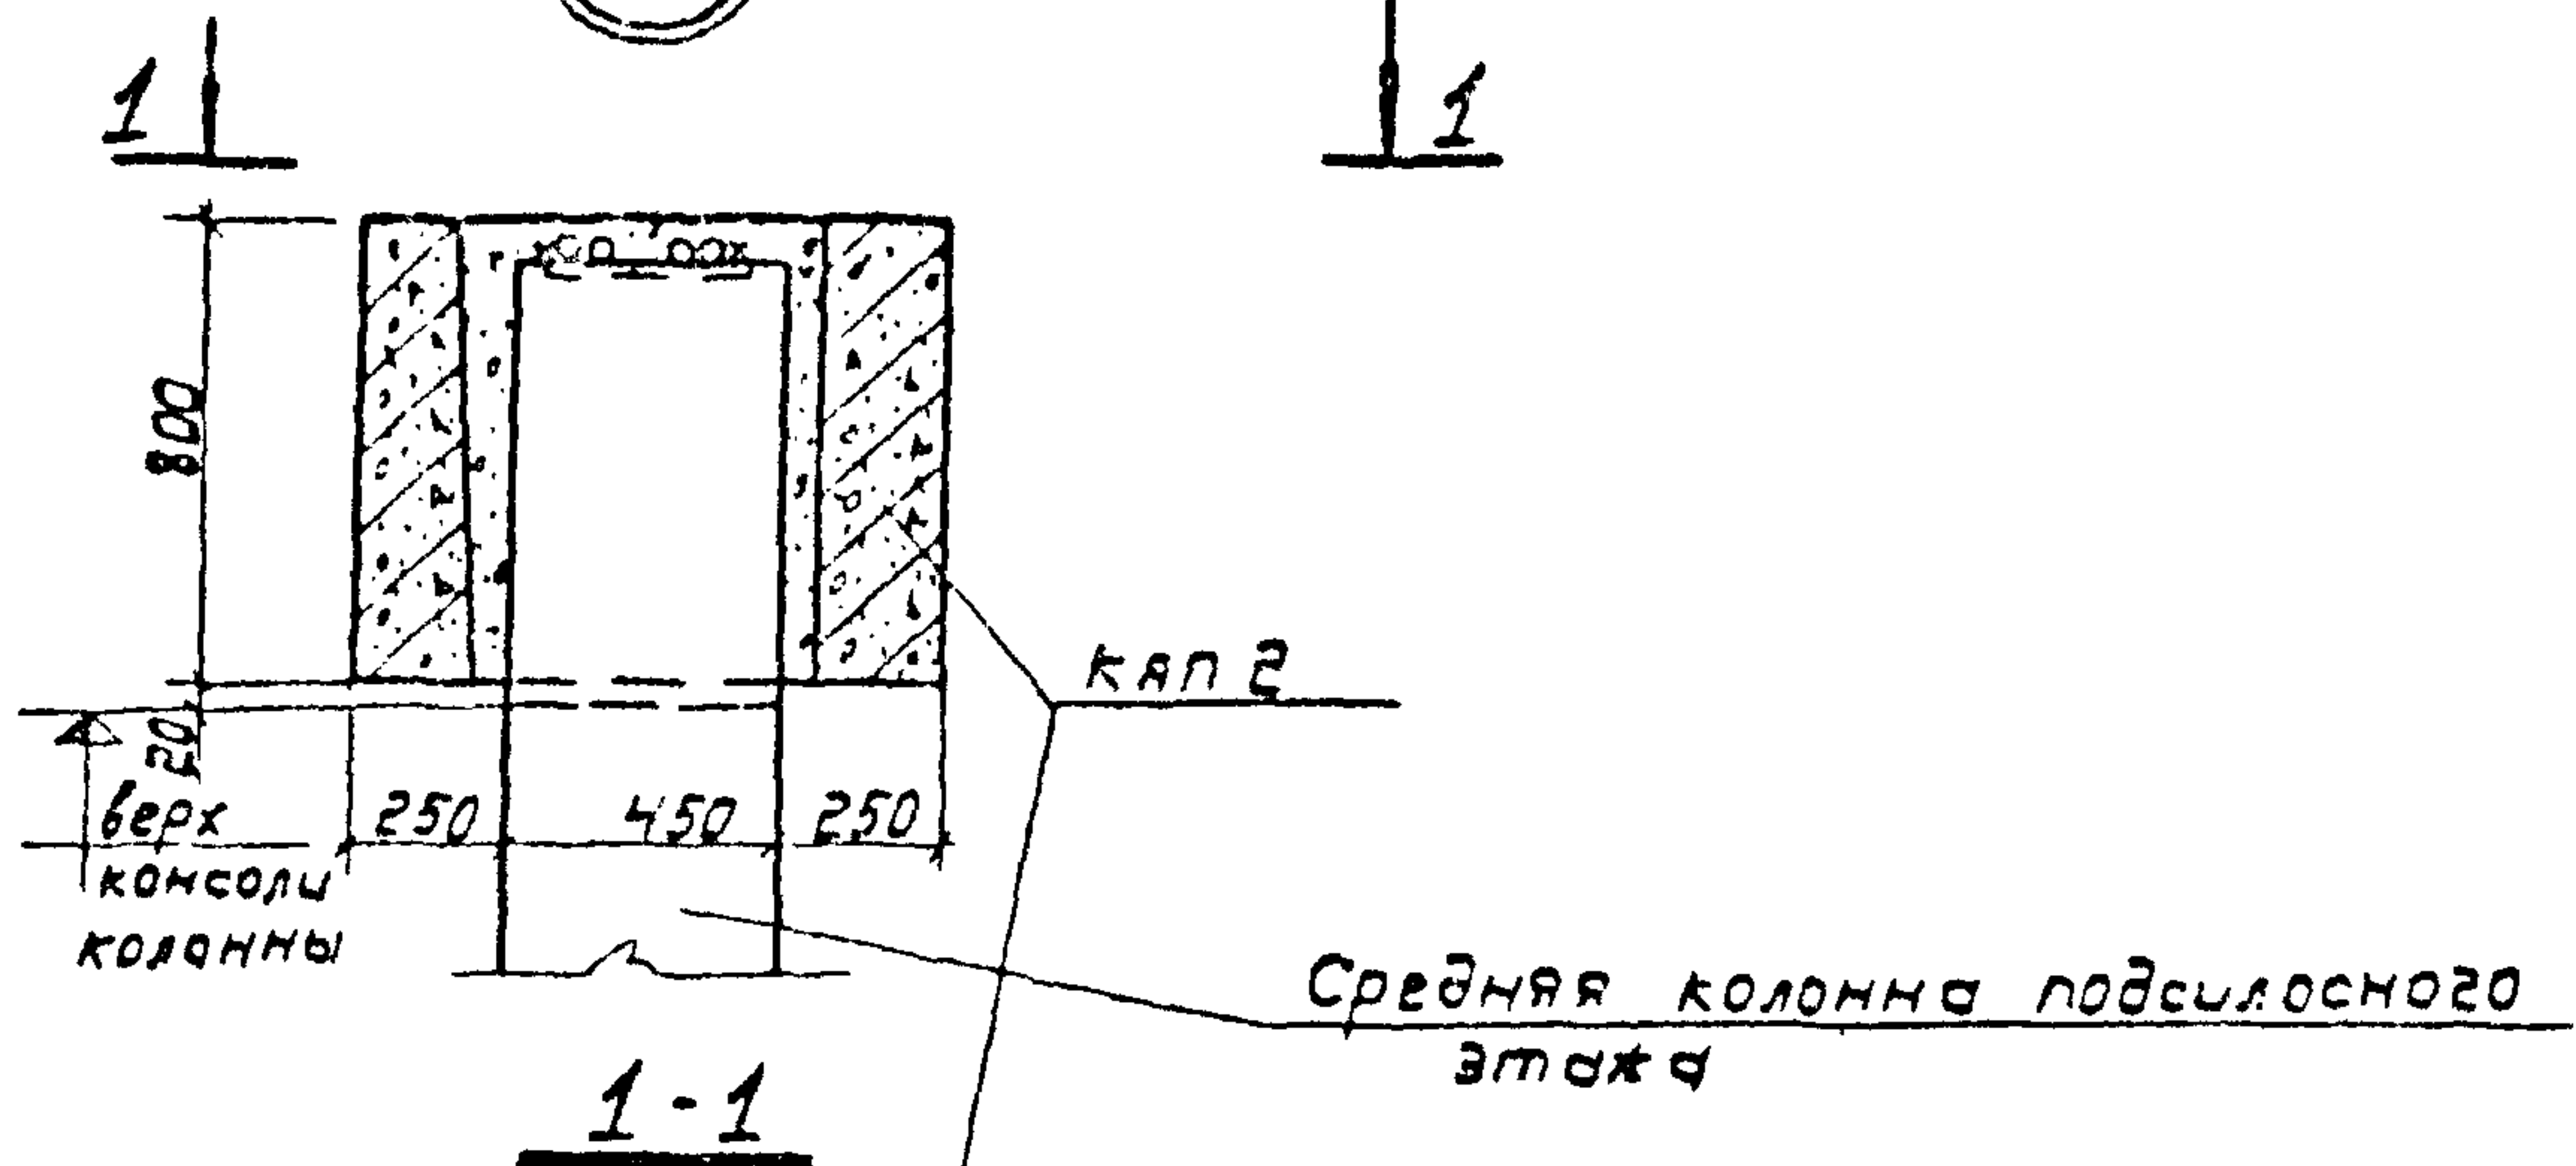 1
1
800
20
верх
консоли
колонны
250 450 250
кап 2
Средняя колонна подсилосного
этажа
1-1